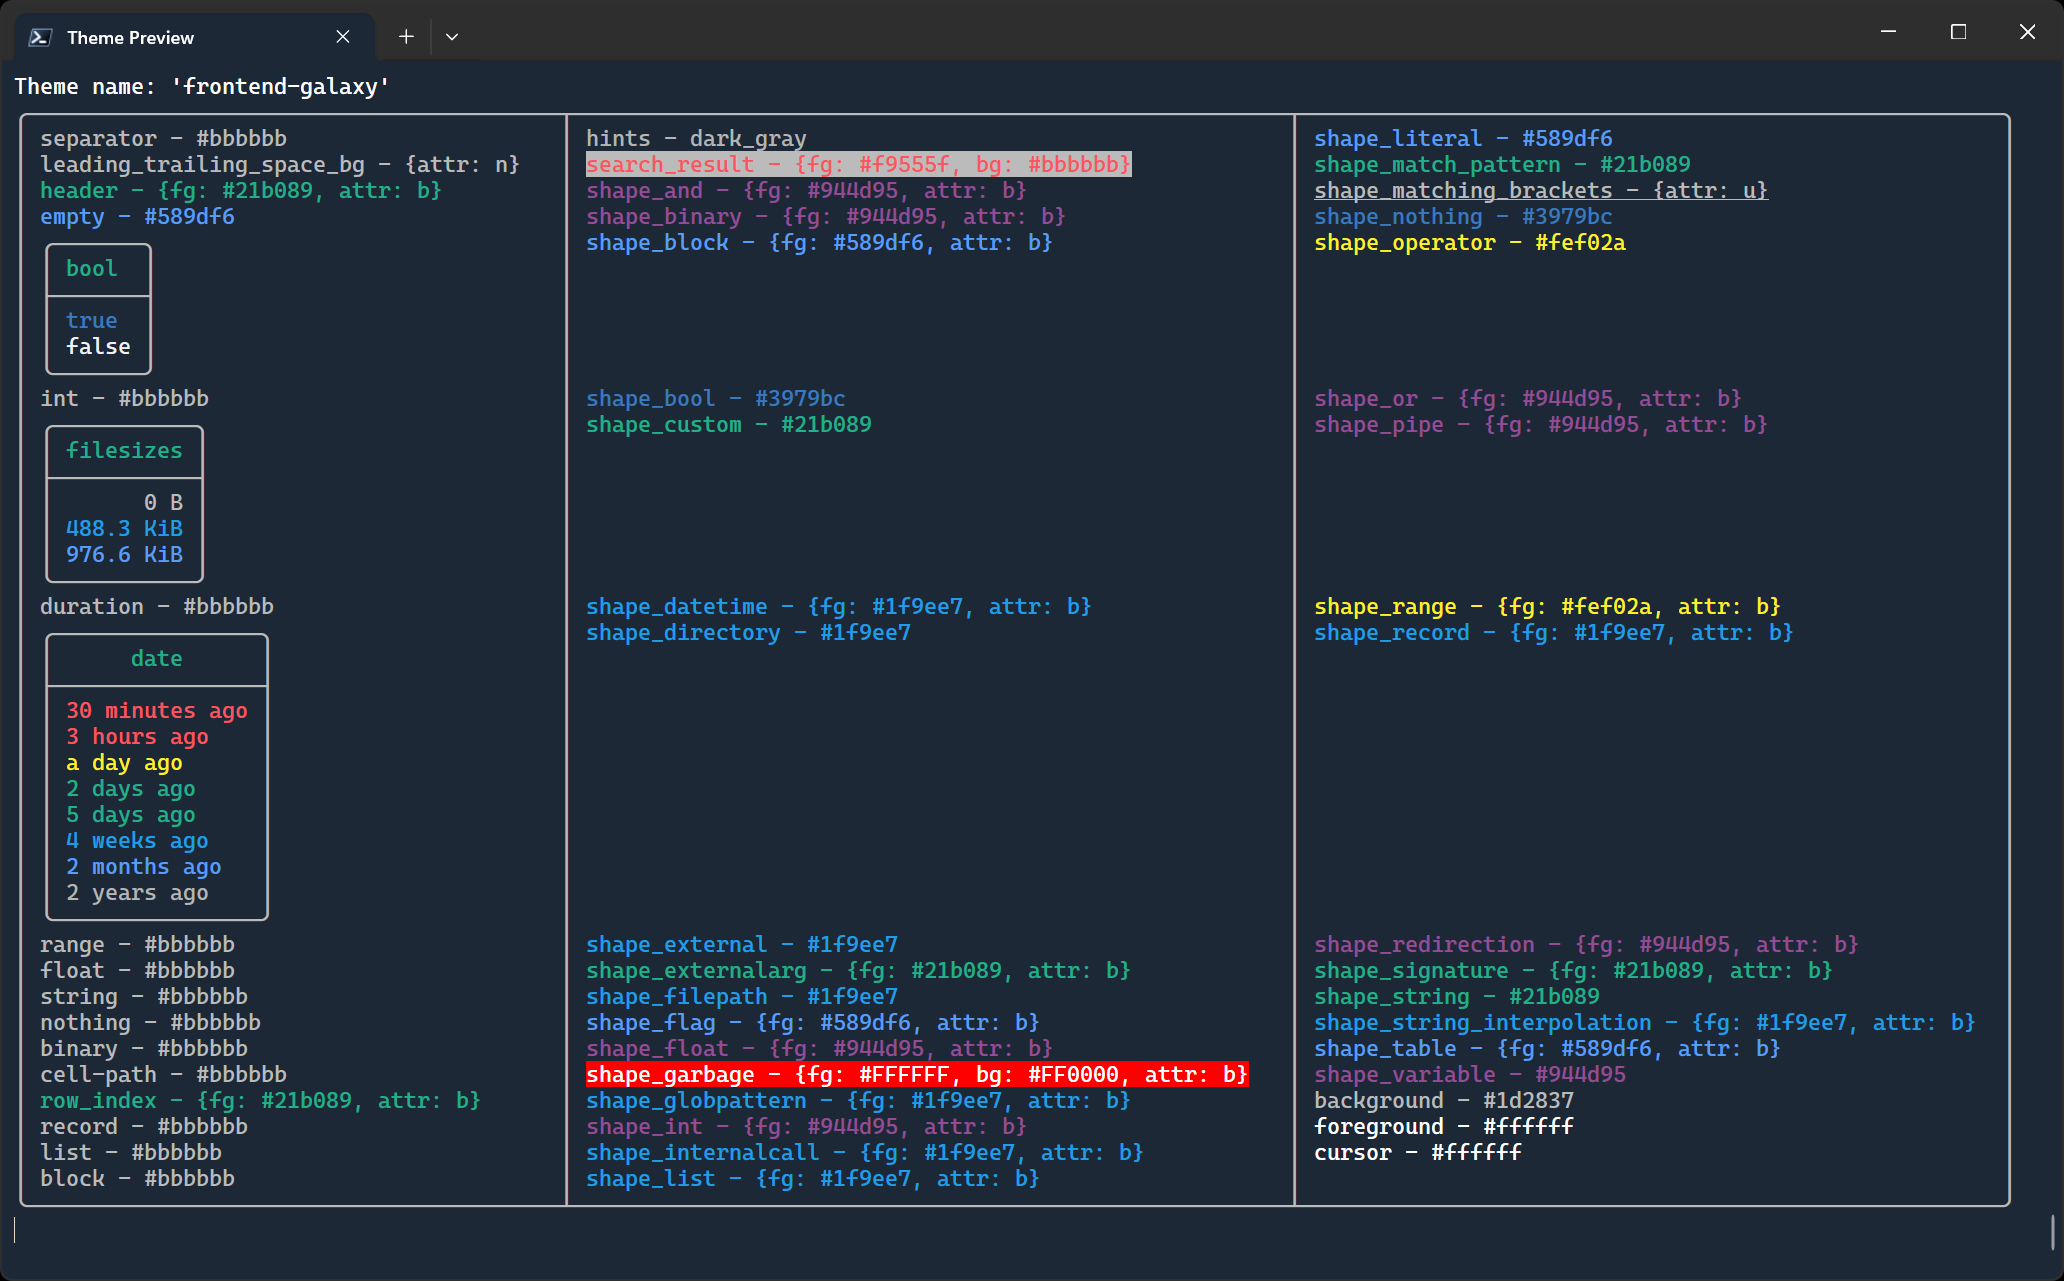 Theme Preview
Theme name: 'frontend-galaxy'
separator - #bbbbbb
leading_trailing_space_bg - {attr: n}
header - {fg: #21b089, attr: b}
empty - #589df6
bool
true
false
int - #bbbbbb
filesizes
0 B
488.3 KiB
976.6 KiB
duration - #bbbbbb
date
30 minutes ago
3 hours ago
a day ago
2 days ago
5 days ago
4 weeks ago
2 months ago
2 years ago
range - #bbbbbb
float - #bbbbbb
string - #bbbbbb
nothing - #bbbbbb
binary - #bbbbbb
cell-path - #bbbbbb
row_index - {fg: #21b089, attr: b}
record - #bbbbbb
list - #bbbbbb
block - #bbbbbb
hints - dark_gray
search_result - {fg: #f9555f, bg: #bbbbbb}
shape_and - {fg: #944d95, attr: b}
shape_binary - {fg: #944d95, attr: b}
shape_block - {fg: #589df6, attr: b}
shape_bool - #3979bc
shape_custom - #21b089
shape_datetime - {fg: #1f9ee7, attr: b}
shape_directory - #1f9ee7
shape_external - #1f9ee7
shape_externalarg - {fg: #21b089, attr: b}
shape_filepath - #1f9ee7
shape_flag - {fg: #589df6, attr: b}
shape_float - {fg: #944d95, attr: b}
shape_garbage - {fg: #FFFFFF, bg: #FF0000, attr: b}
shape_globpattern - {fg: #1f9ee7, attr: b}
shape_int - {fg: #944d95, attr: b}
shape_internalcall - {fg: #1f9ee7, attr: b}
shape_list - {fg: #1f9ee7, attr: b}
shape_literal - #589df6
shape_match_pattern - #21b089
shape_matching_brackets - {attr: u}
shape_nothing - #3979bc
shape_operator - #fef02a
shape_or - {fg: #944d95, attr: b}
shape_pipe - {fg: #944d95, attr: b}
shape_range - {fg: #fef02a, attr: b}
shape_record - {fg: #1f9ee7, attr: b}
shape_redirection - {fg: #944d95, attr: b}
shape_signature - {fg: #21b089, attr: b}
shape_string - #21b089
shape_string_interpolation - {fg: #1f9ee7, attr: b}
shape_table - {fg: #589df6, attr: b}
shape_variable - #944d95
background - #1d2837
foreground - #ffffff
cursor - #ffffff